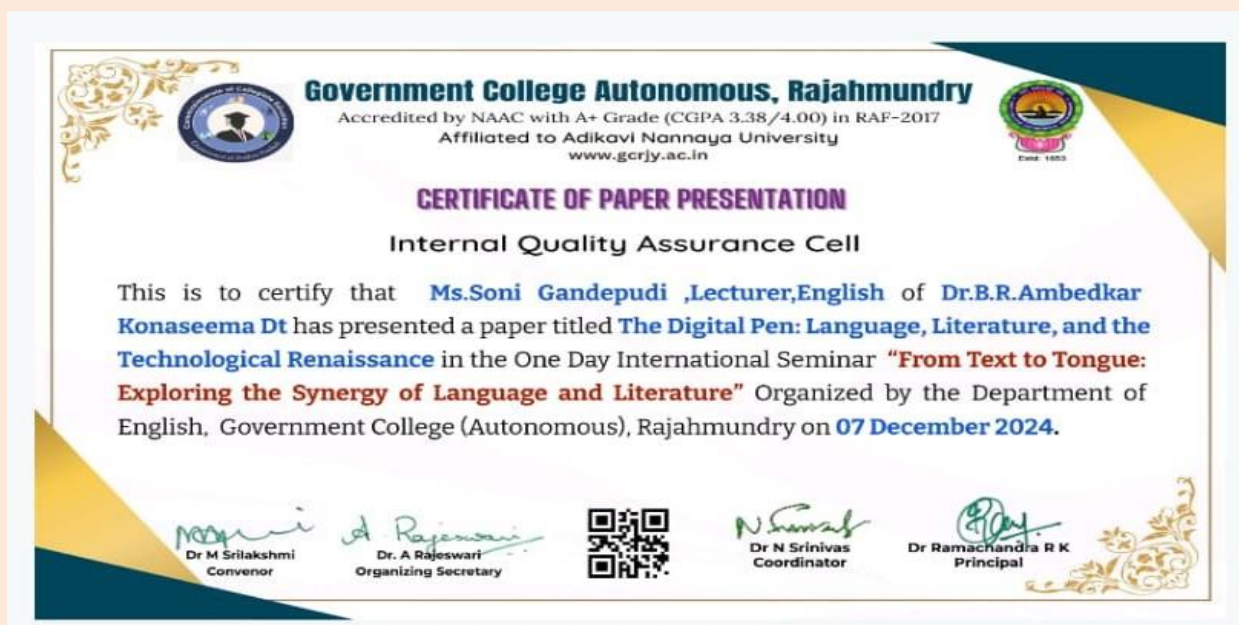 Government College Autonomous, Rajahmundry
Accredited by NAAC with A+ Grade (CGPA 3.38/4.00) in RAF-2017
Affiliated to Adikavi Nannaya University
www.gcrjy.ac.in
Estd: 1853
CERTIFICATE OF PAPER PRESENTATION
Internal Quality Assurance Cell
This is to certify that Ms.Soni Gandepudi ,Lecturer,English of Dr.B.R.Ambedkar
Konaseema Dt has presented a paper titled The Digital Pen: Language, Literature, and the
Technological Renaissance in the One Day International Seminar “From Text to Tongue:
Exploring the Synergy of Language and Literature” Organized by the Department of
English, Government College (Autonomous), Rajahmundry on 07 December 2024.
A. Rajeswari
Dr M Srilakshmi
Convenor
Dr. A Rajeswari
Organizing Secretary
Dr N Srinivas
Coordinator
Dr Ramachandra R K
Principal